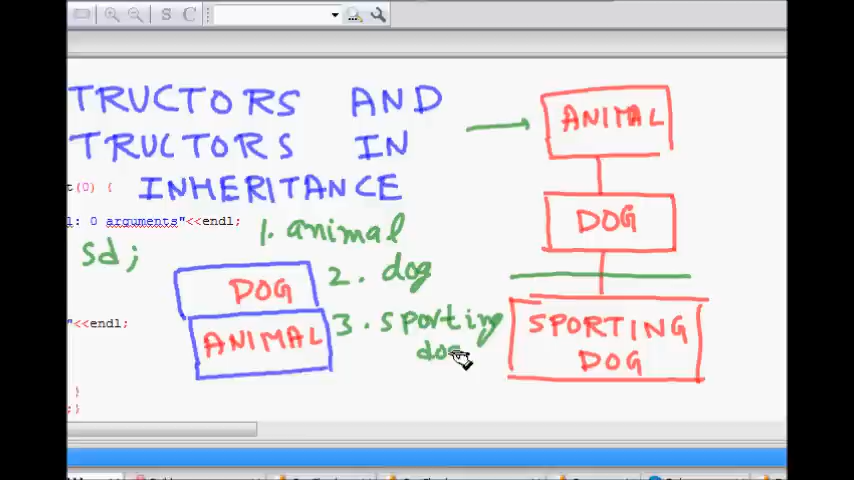 S C
TRUCTORS AND
TRUCTORS IN
INHERITANCE
t(0) {
l: 0 arguments"<<endl;
sd;
1. animal
2. dog
3. sporting
dog
"<<endl;
}
;}
DOG
ANIMAL
ANIMAL
DOG
SPORTING
DOG